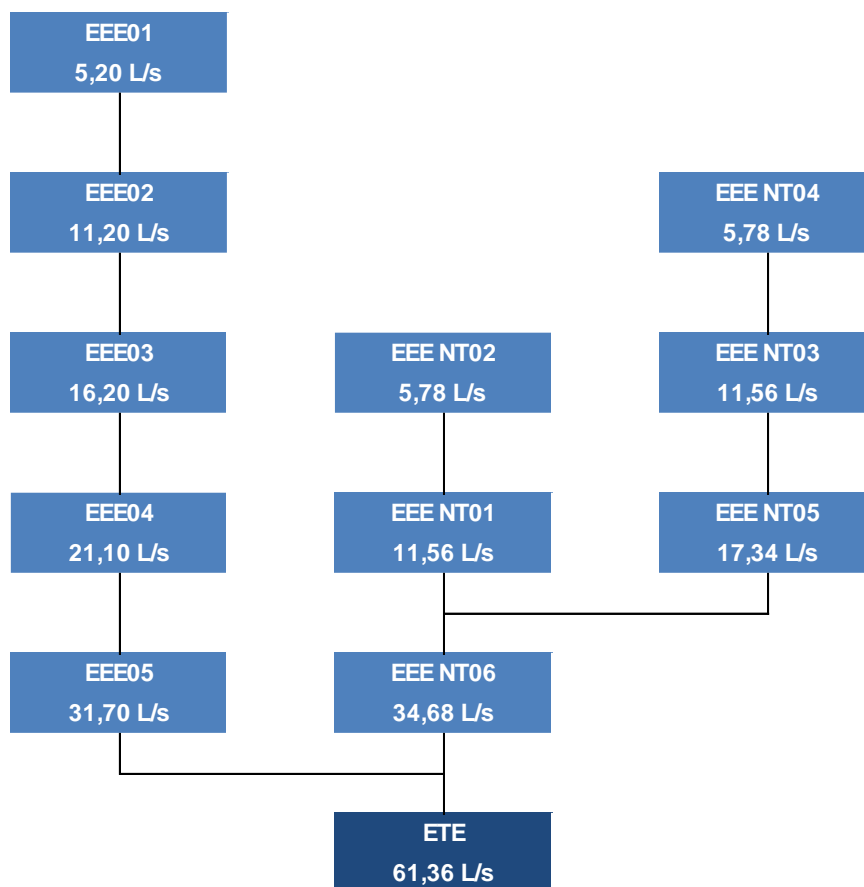 EEE01
5,20 L/s
EEE02
11,20 L/s
EEE NT04
5,78 L/s
EEE03
16,20 L/s
EEE NT02
5,78 L/s
EEE NT03
11,56 L/s
EEE04
21,10 L/s
EEE NT01
11,56 L/s
EEE NT05
17,34 L/s
EEE05
31,70 L/s
EEE NT06
34,68 L/s
ETE
61,36 L/s